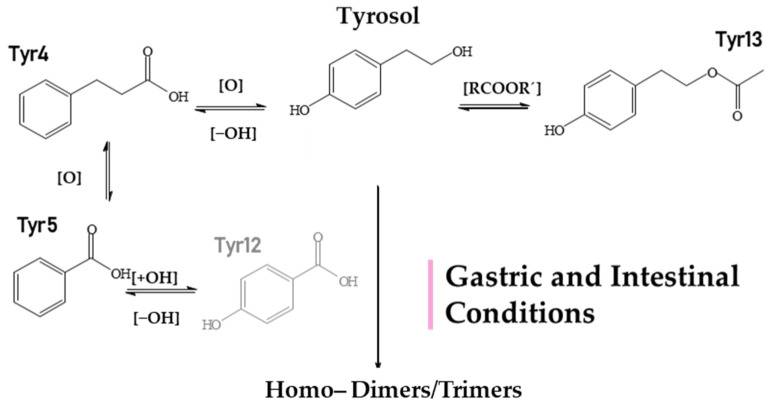 Tyrosol
Tyr4
Tyr13
O
OH
[O]
[−OH]
OH
HO
[RCOOR´]
O
O
HO
[O]
Tyr5
O
OH
[+OH]
[−OH]
Tyr12
O
OH
HO
Gastric and Intestinal
Conditions
Homo–Dimers/Trimers